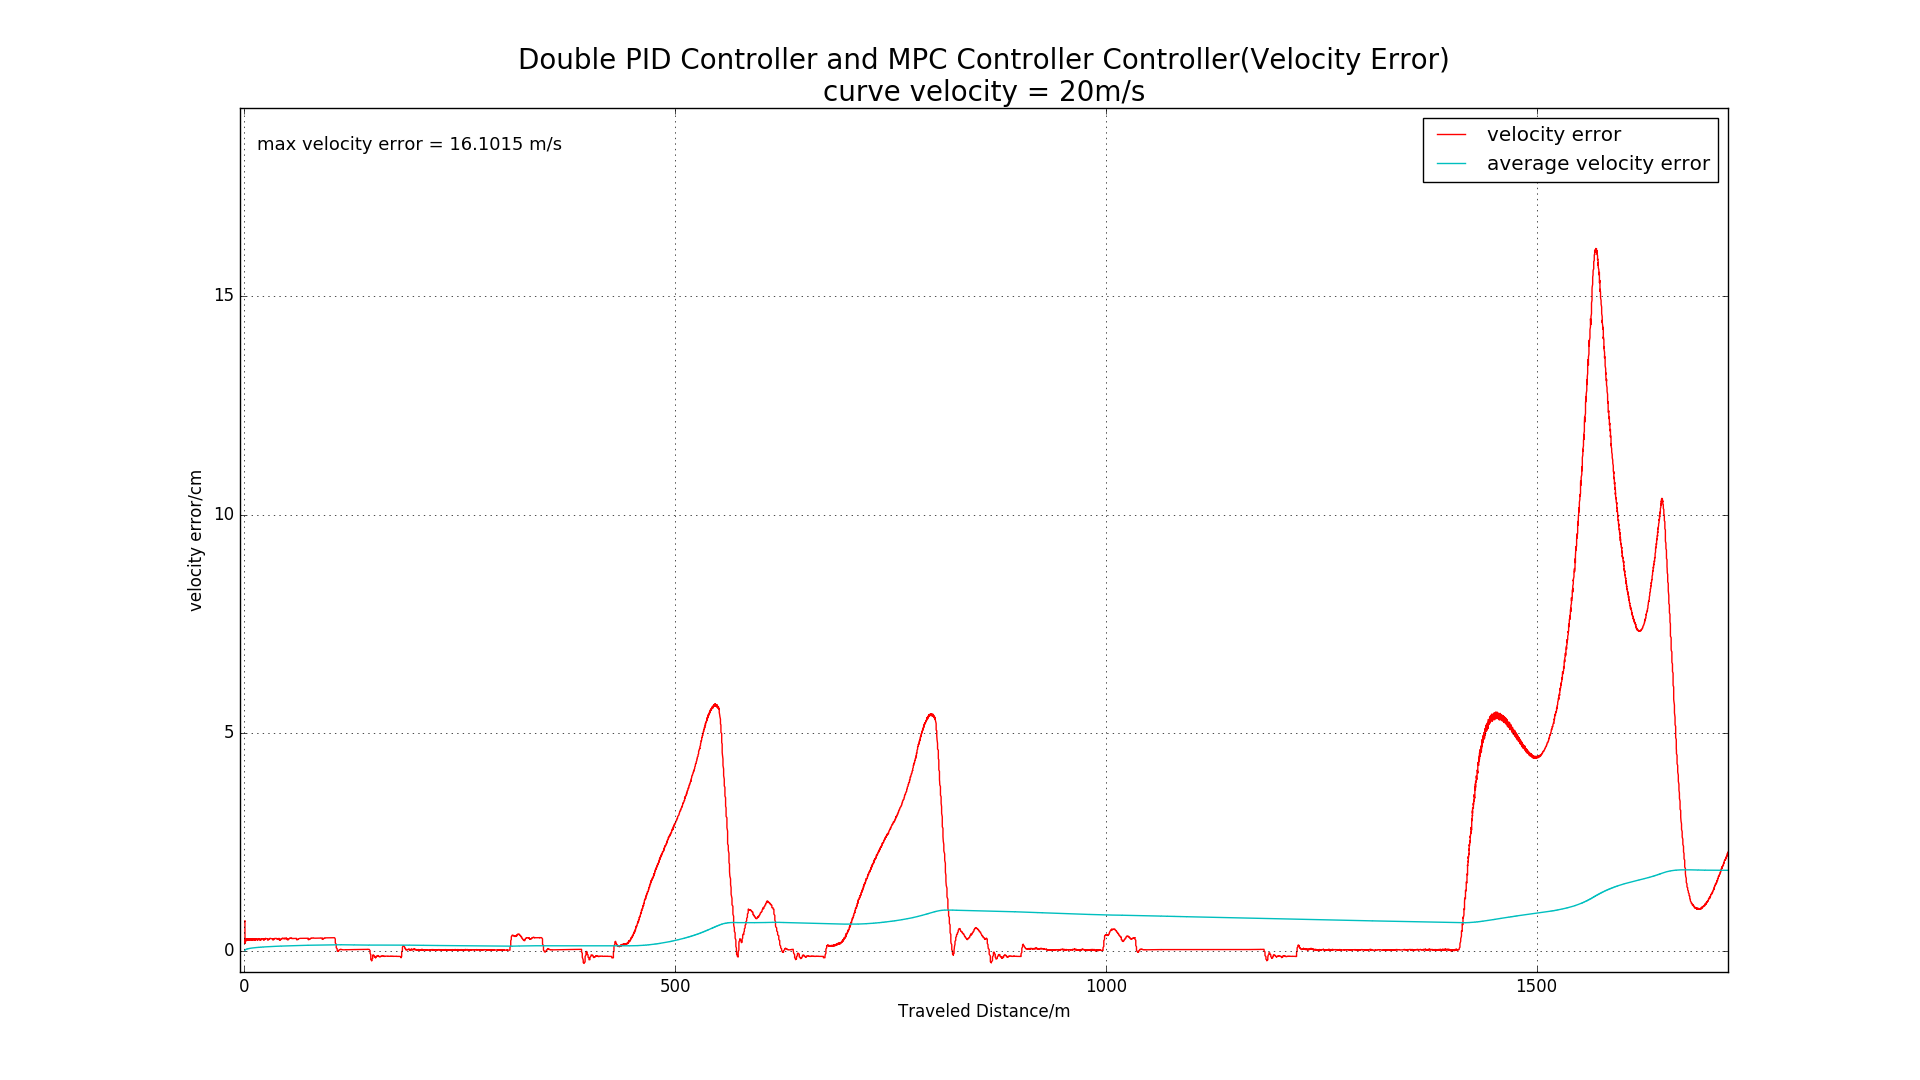 Double PID Controller and MPC Controller Controller(Velocity Error)
curve velocity = 20m/s
max velocity error = 16.1015 m/s
velocity error
average velocity error
15
10
5
0
velocity error/cm
0
500
1000
1500
Traveled Distance/m